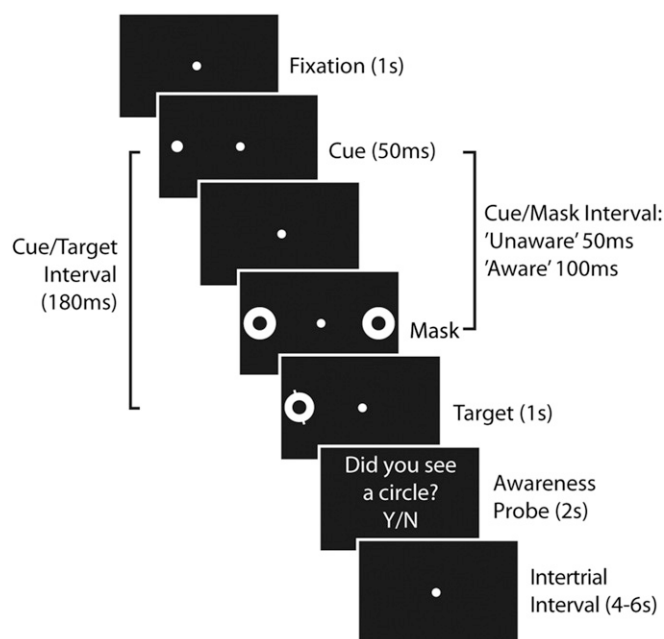 Fixation (1s)
Cue (50ms)
Cue/Target
Interval
(180ms)
Cue/Mask Interval:
'Unaware' 50ms
'Aware' 100ms
Mask
Target (1s)
Did you see
a circle?
Y/N
Awareness
Probe (2s)
Intertrial
Interval (4-6s)